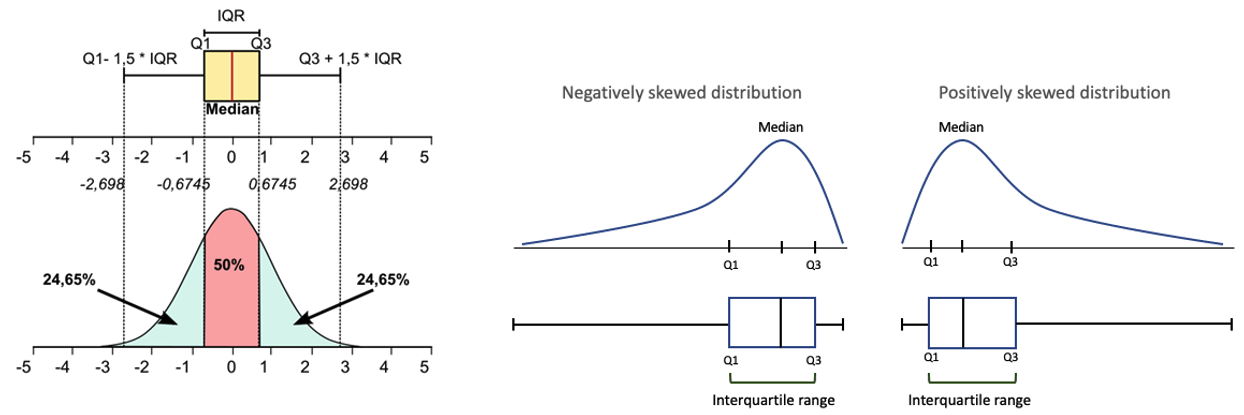 IQR
Q1 Q3
Q1- 1,5 * IQR Q3 + 1,5 * IQR
Median
-5 -4 -3 -2 -1 0 1 2 3 4 5
-2,698 -0,6745 0,6745 2,698
50%
24,65% 24,65%
-5 -4 -3 -2 -1 0 1 2 3 4 5
Negatively skewed distribution
Median
Q1 Q3
Q1 Q3
Interquartile range
Positively skewed distribution
Median
Q1 Q3
Q1 Q3
Interquartile range